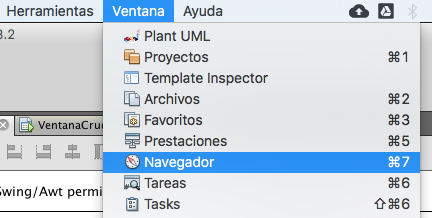 Herramientas Ventana Ayuda
3.2
Plant UML
Proyectos ⌘1
Template Inspector
Archivos ⌘2
VentanaCruc
Favoritos ⌘3
Prestaciones ⌘5
Navegador ⌘7
Tareas ⌘6
Swing/Awt permi
Tasks ⇧⌘6